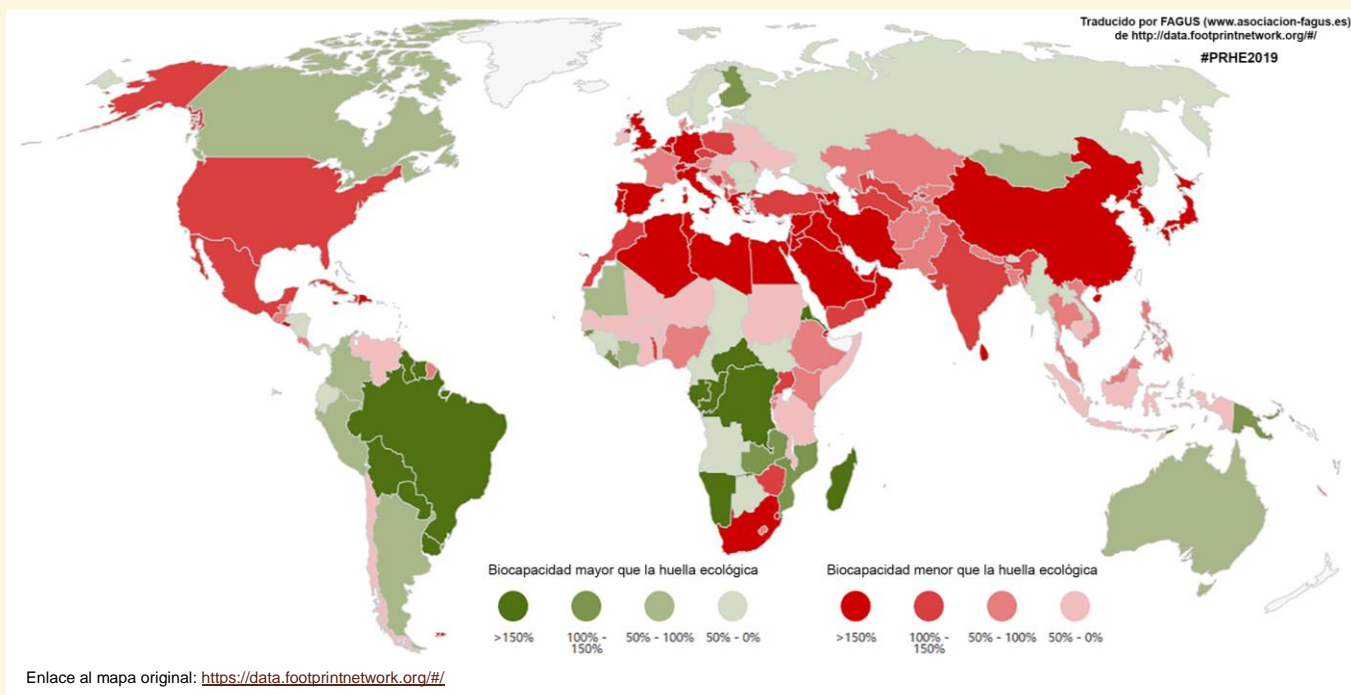 Traducido por FAGUS (www.asociacion-fagus.es)
de http://data.footprintnetwork.org/#/
#PRHE2019
Biocapacidad mayor que la huella ecológica
Biocapacidad menor que la huella ecológica
>150%
100% -
150%
50% - 100%
50% - 0%
>150%
100% -
150%
50% - 100%
50% - 0%
Enlace al mapa original: https://data.footprintnetwork.org/#/